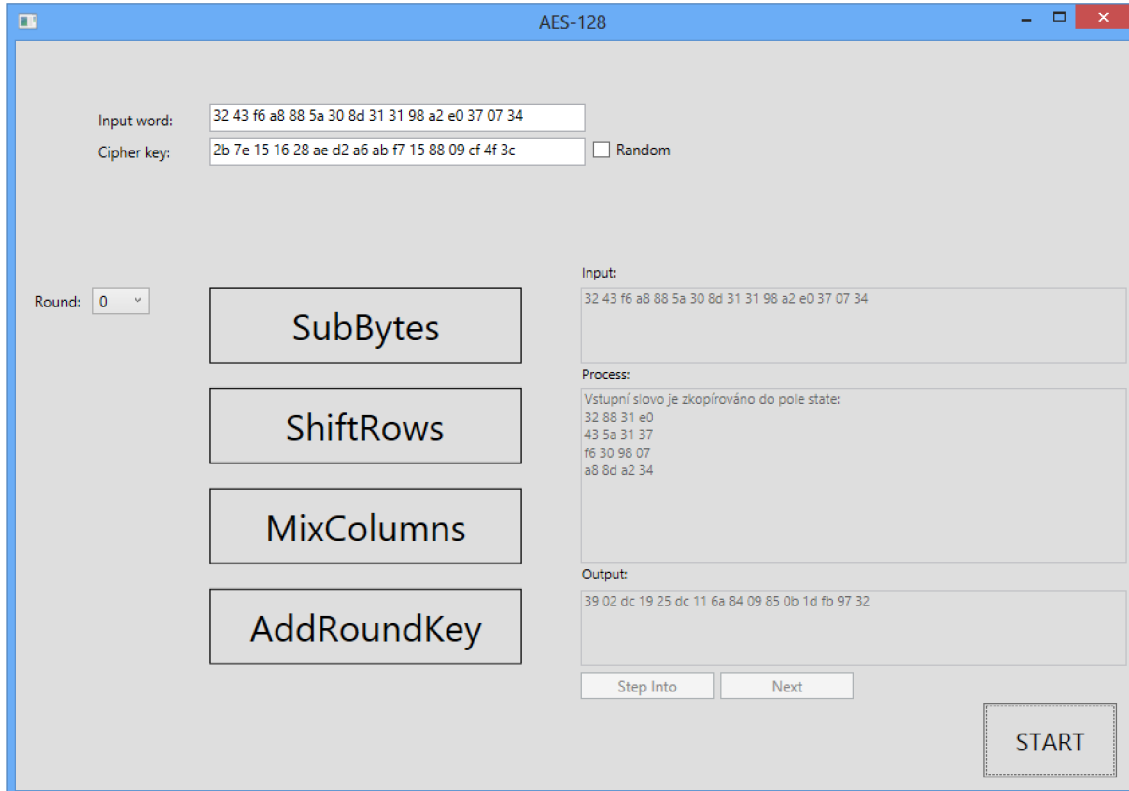 AES-128
Input word: 32 43 f6 a8 88 5a 30 8d 31 31 98 a2 e0 37 07 34
Cipher key: 2b 7e 15 16 28 ae d2 a6 ab f7 15 88 09 cf 4f 3c Random
Round: 0
SubBytes
ShiftRows
MixColumns
AddRoundKey
Input:
32 43 f6 a8 88 5a 30 8d 31 31 98 a2 e0 37 07 34
Process:
Vstupní slovo je zkopírováno do pole state:
32 88 31 e0
43 5a 31 37
f6 30 98 07
a8 8d a2 34
Output:
39 02 dc 19 25 dc 11 6a 84 09 85 0b 1d fb 97 32
Step Into Next
START